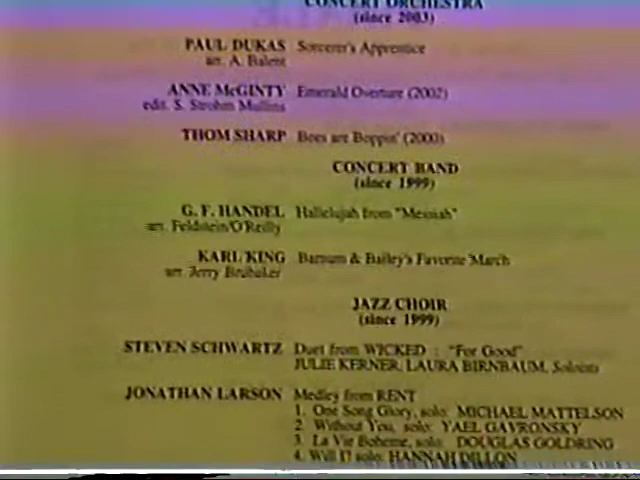 CONCERT ORCHESTRA
(since 2003)
PAUL DUKAS Sorcerer's Apprentice
arr. A. Balent
ANNE McGINTY Emerald Overture (2002)
edit. S. Strohm Mullins
THOM SHARP Bees are Boppin' (2000)
CONCERT BAND
(since 1999)
G. F. HANDEL Hallelujah from "Messiah"
arr. Feldstein/O'Reilly
KARL KING Barnum & Bailey's Favorite March
arr. Jerry Brubaker
JAZZ CHOIR
(since 1999)
STEVEN SCHWARTZ Duet from WICKED : "For Good"
JULIE KERNER, LAURA BIRNBAUM, Soloists
JONATHAN LARSON Medley from RENT
1. One Song Glory, solo: MICHAEL MATTELSON
2. Without You, solo: YAEL GAVRONSKY
3. La Vie Boheme, solo: DOUGLAS GOLDRING
4. Will I? solo: HANNAH DILLON